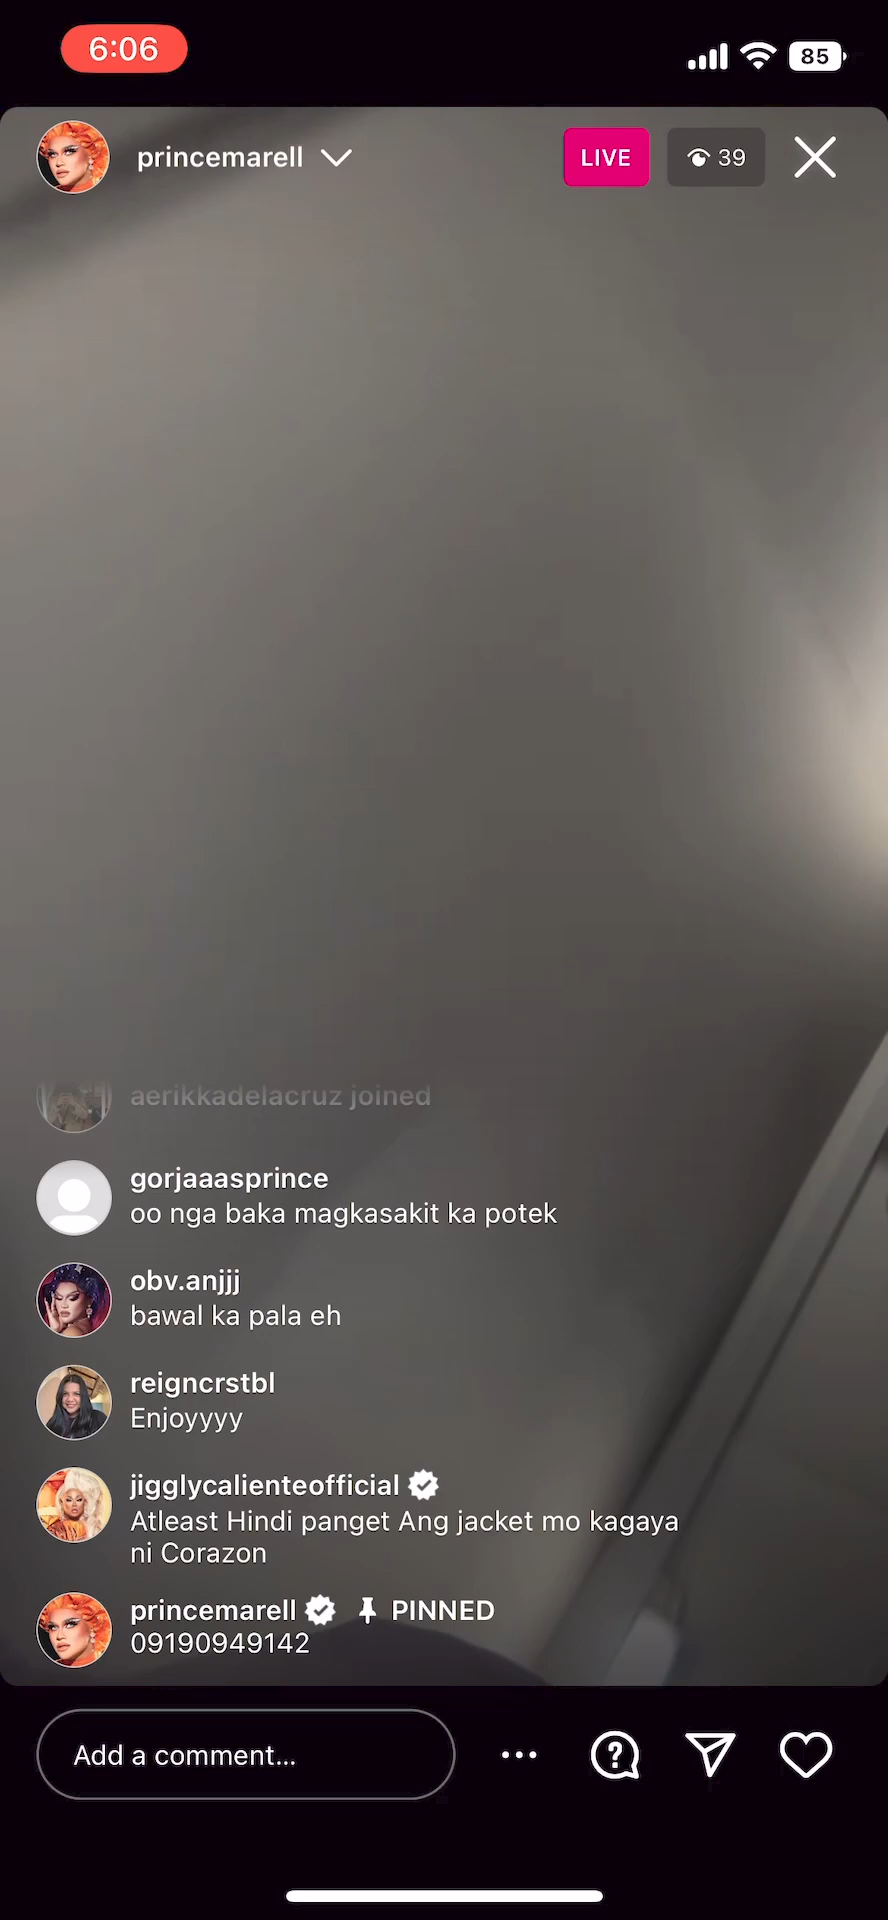 6:06
85
princemarell
LIVE
39
aerikkadelacruz joined
gorjaaasprince
oo nga baka magkasakit ka potek
obv.anjjj
bawal ka pala eh
reigncrstbl
Enjoyyyy
jigglycalienteofficial
Atleast Hindi panget Ang jacket mo kagaya
ni Corazon
princemarell PINNED
09190949142
Add a comment...